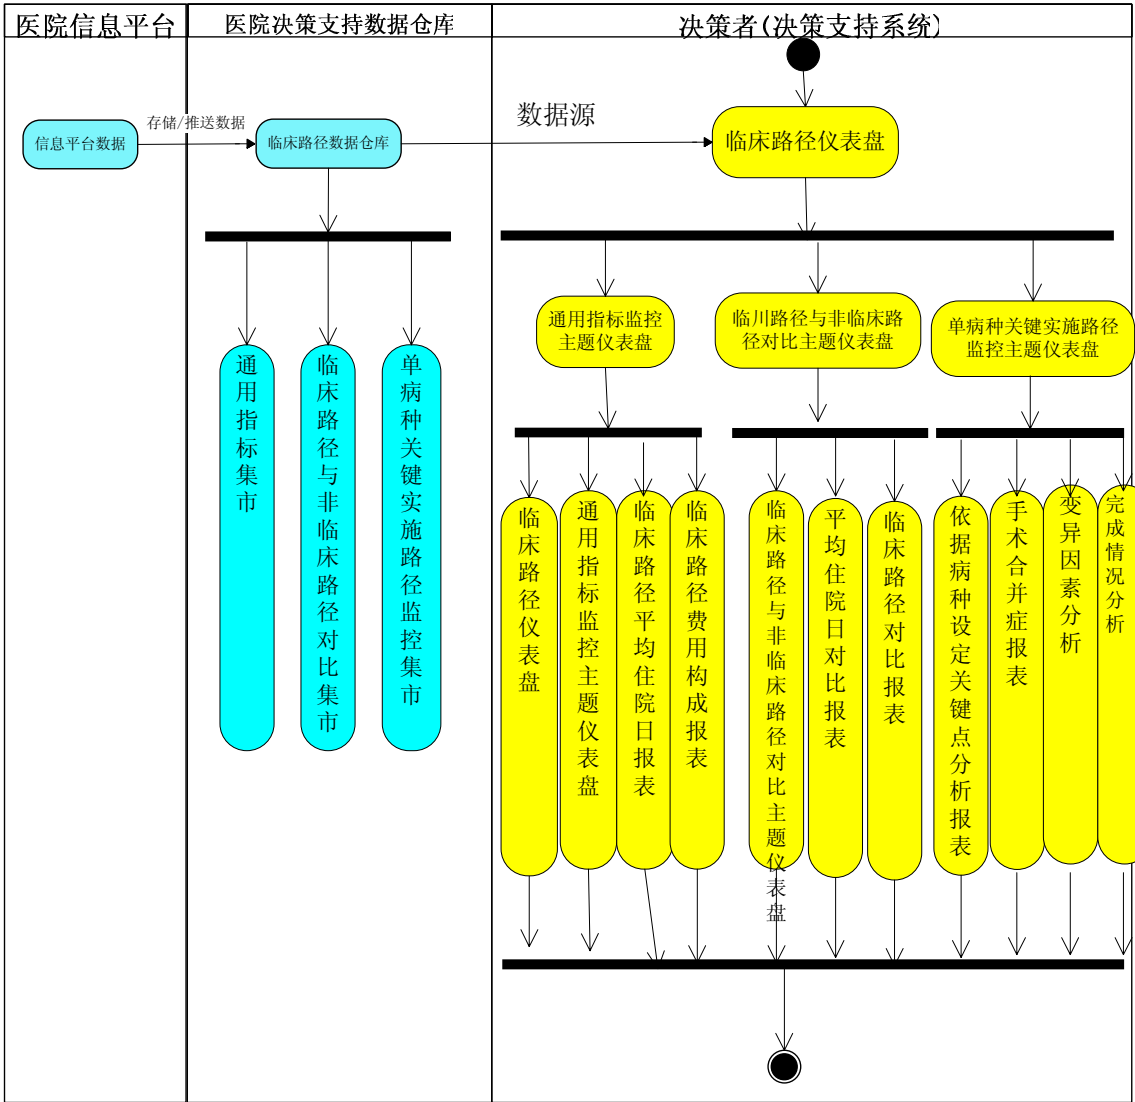 医院信息平台
医院决策支持数据仓库
决策者(决策支持系统)
信息平台数据
存储/推送数据
临床路径数据仓库
数据源
临床路径仪表盘
通用指标监控
主题仪表盘
临川路径与非临床路
径对比主题仪表盘
单病种关键实施路径
监控主题仪表盘
通用指标集市
临床路径与非临床路径对比集市
单病种关键实施路径监控集市
临床路径仪表盘
通用指标监控主题仪表盘
临床路径平均住院日报表
临床路径费用构成报表
临床路径与非临床路径对比主题仪表盘
平均住院日对比报表
临床路径对比报表
依据病种设定关键点分析报表
手术合并症报表
变异因素分析
完成情况分析